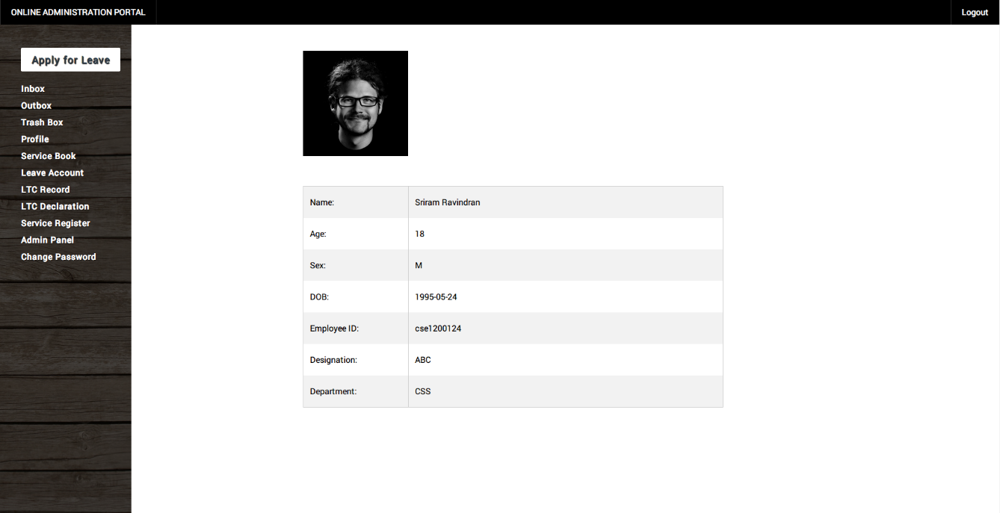 ONLINE ADMINISTRATION PORTAL Logout
Apply for Leave
Inbox
Outbox
Trash Box
Profile
Service Book
Leave Account
LTC Record
LTC Declaration
Service Register
Admin Panel
Change Password
Name: Sriram Ravindran
Age: 18
Sex: M
DOB: 1995-05-24
Employee ID: cse1200124
Designation: ABC
Department: CSS